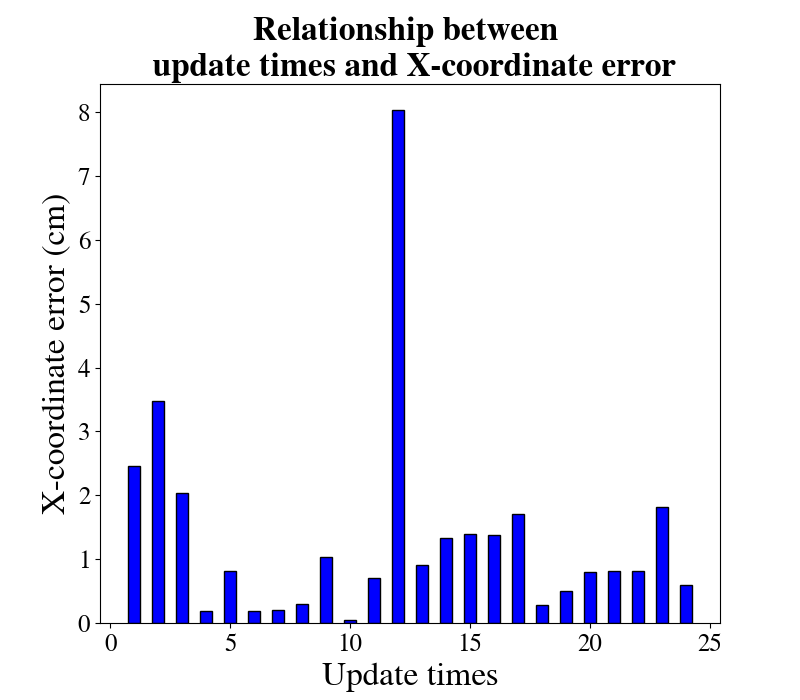 Relationship between
update times and X-coordinate error
X-coordinate error (cm)
8
7
6
5
4
3
2
1
0
0 5 10 15 20 25
Update times